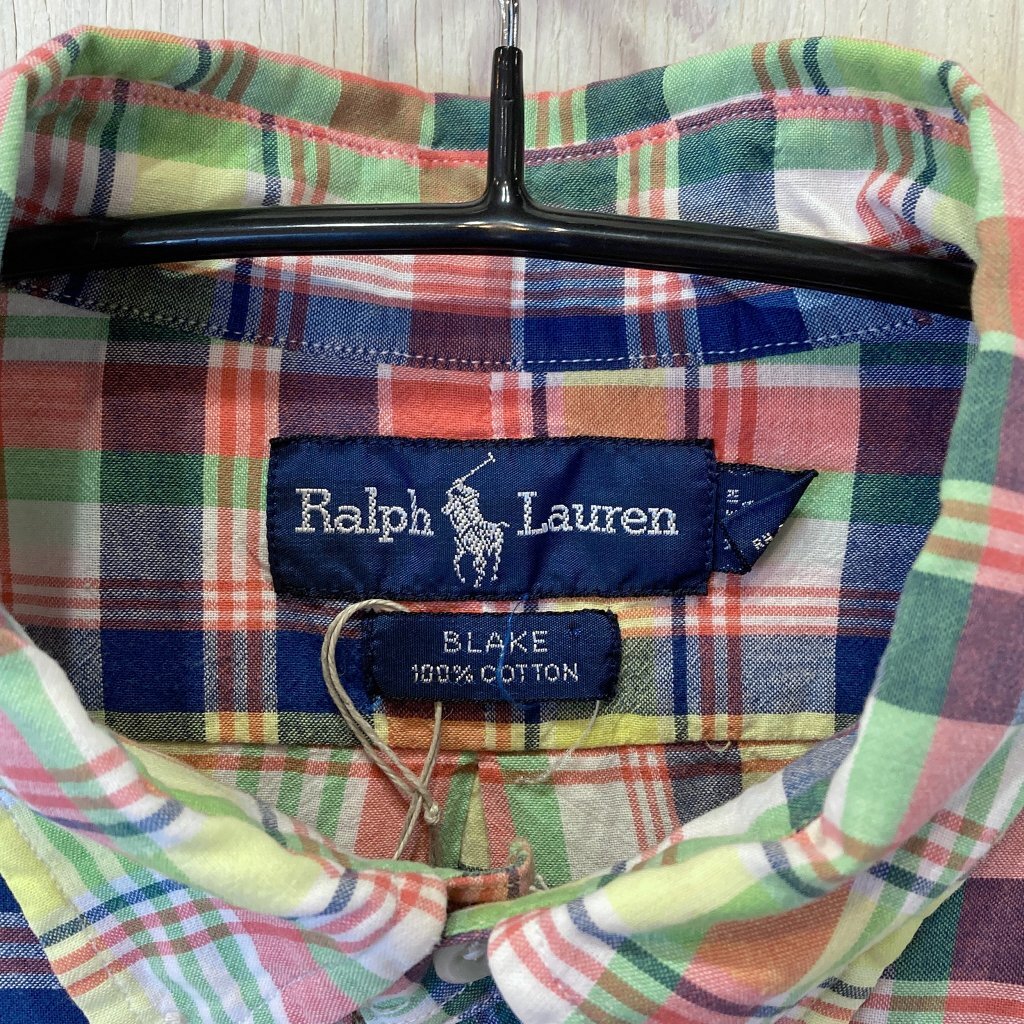 Ralph Lauren
BLAKE
100% COTTON